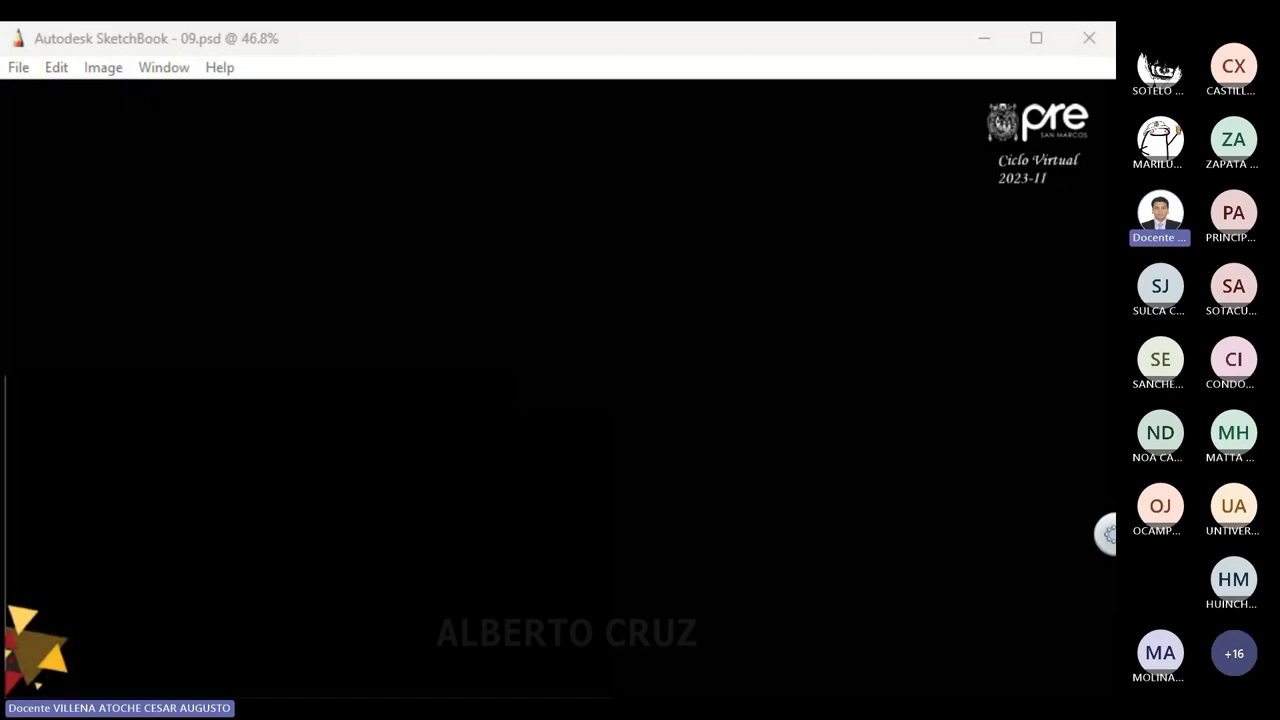 Autodesk SketchBook - 09.psd @ 46.8%
File Edit Image Window Help
pre
SAN MARCOS
Ciclo Virtual
2023-II
ALBERTO CRUZ
Docente VILLENA ATOCHE CESAR AUGUSTO
SOTELO ...
CX
CASTILL...
MARILU...
ZA
ZAPATA ...
Docente ...
PA
PRINCIP...
SJ
SULCA C...
SA
SOTACU...
SE
SANCHE...
CI
CONDO...
ND
NOA CA...
MH
MATTA ...
OJ
OCAMP...
UA
UNTIVER...
HM
HUINCH...
MA
MOLINA...
+16